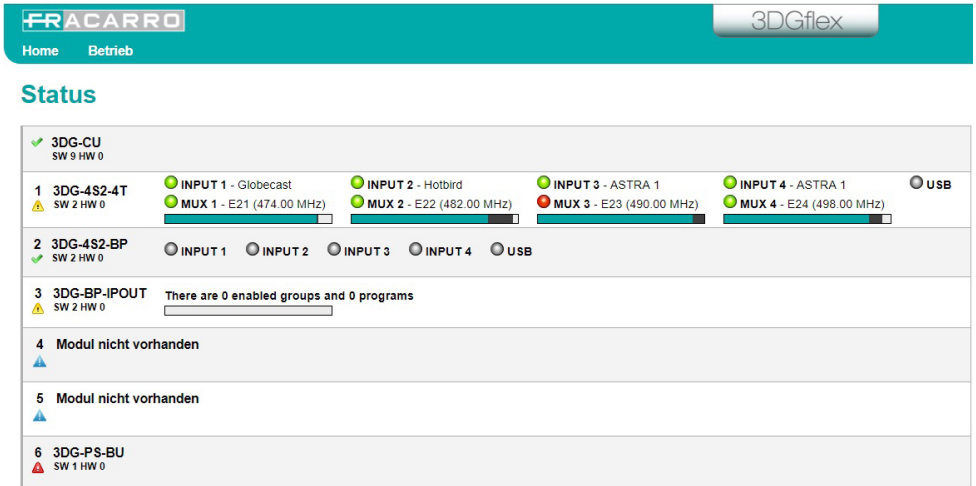 FRACARRO
3DGflex
Home Betrieb
Status
3DG-CU
SW 9 HW 0
1 3DG-4S2-4T
SW 2 HW 0
INPUT 1 - Globecast INPUT 2 - Hotbird INPUT 3 - ASTRA 1 INPUT 4 - ASTRA 1 USB
MUX 1 - E21 (474.00 MHz) MUX 2 - E22 (482.00 MHz) MUX 3 - E23 (490.00 MHz) MUX 4 - E24 (498.00 MHz)
2 3DG-4S2-BP
SW 2 HW 0
INPUT 1 INPUT 2 INPUT 3 INPUT 4 USB
3 3DG-BP-IPOUT
SW 2 HW 0
There are 0 enabled groups and 0 programs
4 Modul nicht vorhanden
5 Modul nicht vorhanden
6 3DG-PS-BU
SW 1 HW 0